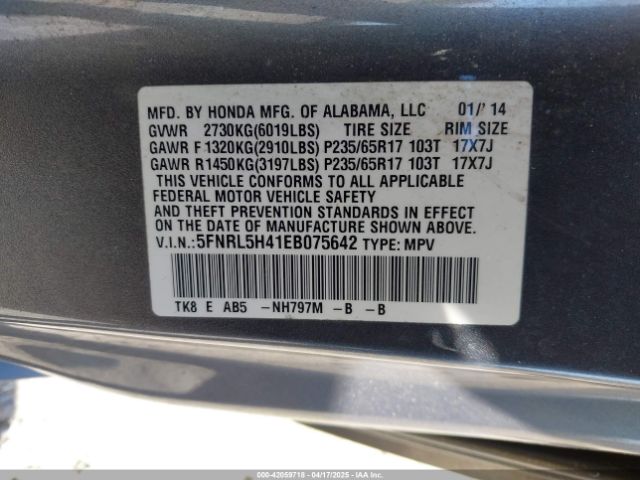 MFD. BY HONDA MFG. OF ALABAMA, LLC 01/'14
GVWR 2730KG(6019LBS) TIRE SIZE RIM SIZE
GAWR F1320KG(2910LBS) P235/65R17 103T 17X7J
GAWR R1450KG(3197LBS) P235/65R17 103T 17X7J
THIS VEHICLE CONFORMS TO ALL APPLICABLE
FEDERAL MOTOR VEHICLE SAFETY
AND THEFT PREVENTION STANDARDS IN EFFECT
ON THE DATE OF MANUFACTURE SHOWN ABOVE.
V.I.N.: 5FNRL5H41EB075642 TYPE: MPV
TK8 E AB5 -NH797M -B -B
000-42059718 - 04/17/2025 - IAAI.com